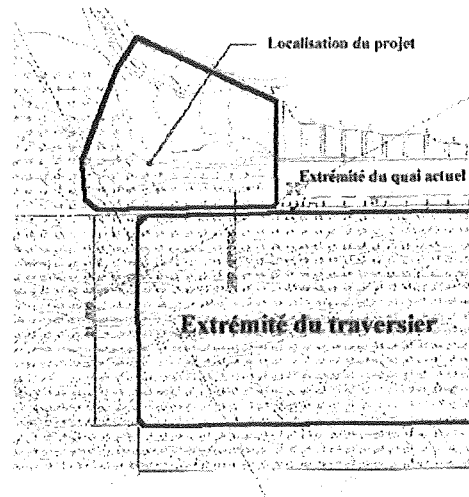 Localisation du projet
Extrémité du quai actuel
Extrémité du traversier